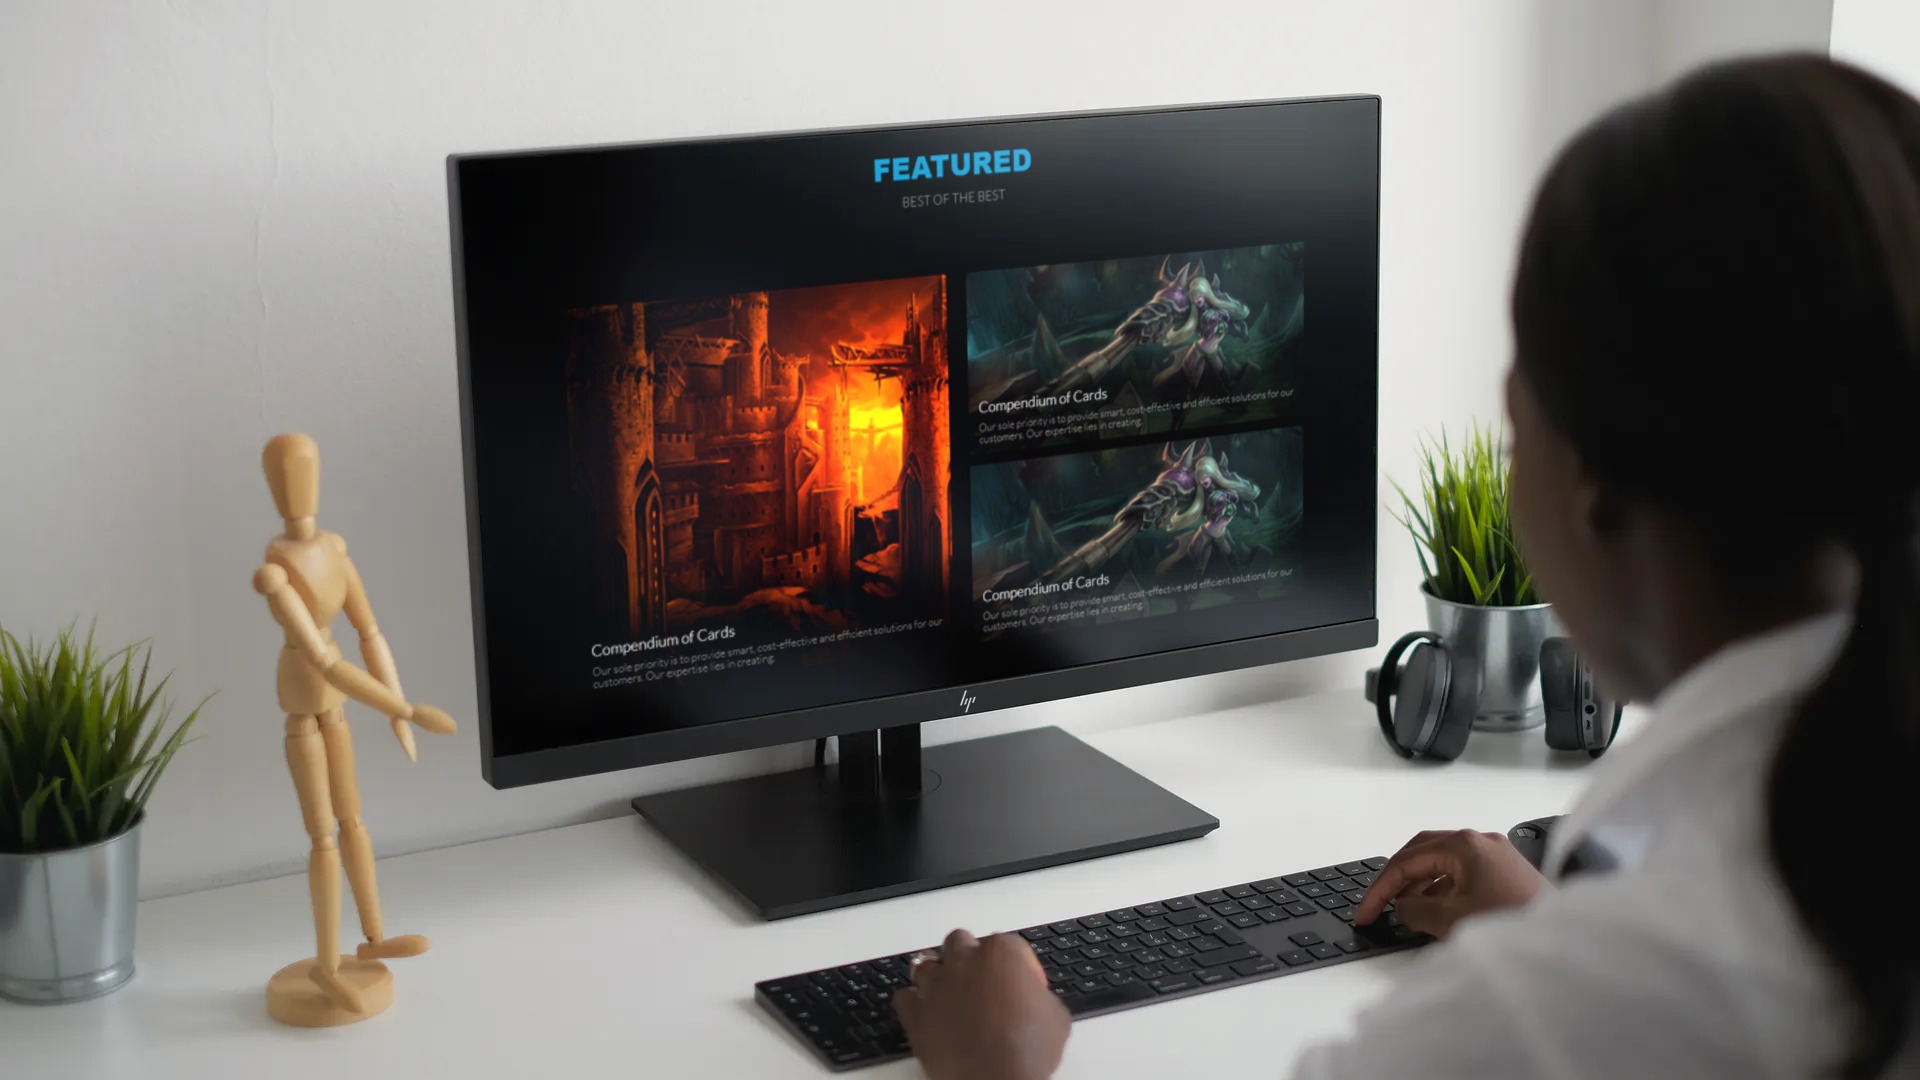 FEATURED
BEST OF THE BEST
Compendium of Cards
Our sole priority is to provide smart, cost-effective and efficient solutions for our
customers. Our expertise lies in creating.
Compendium of Cards
Our sole priority is to provide smart, cost-effective and efficient solutions for our
customers. Our expertise lies in creating.
Compendium of Cards
Our sole priority is to provide smart, cost-effective and efficient solutions for our
customers. Our expertise lies in creating.
hp